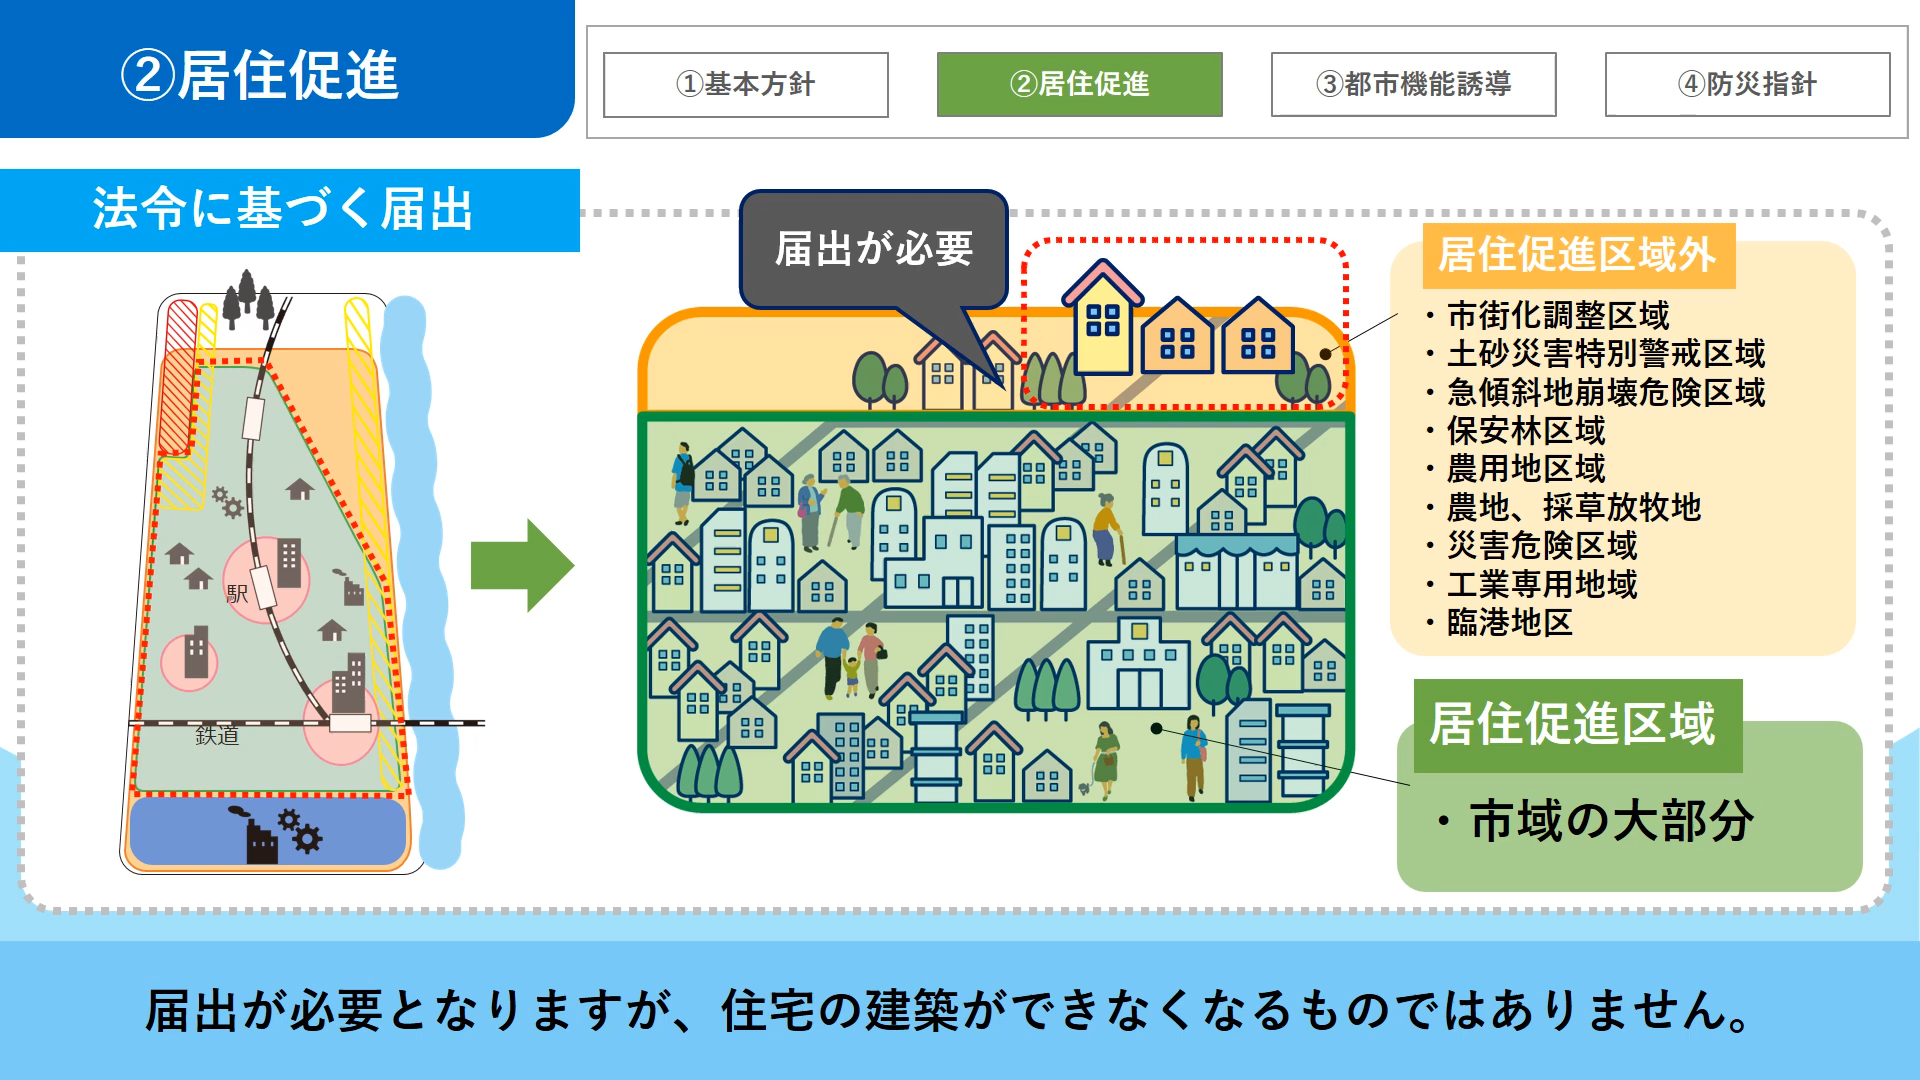 ②居住促進
①基本方針
②居住促進
③都市機能誘導
④防災指針
法令に基づく届出
届出が必要
居住促進区域外
・市街化調整区域
・土砂災害特別警戒区域
・急傾斜地崩壊危険区域
・保安林区域
・農用地区域
・農地、採草放牧地
・災害危険区域
・工業専用地域
・臨港地区
駅
鉄道
居住促進区域
・市域の大部分
届出が必要となりますが、住宅の建築ができなくなるものではありません。